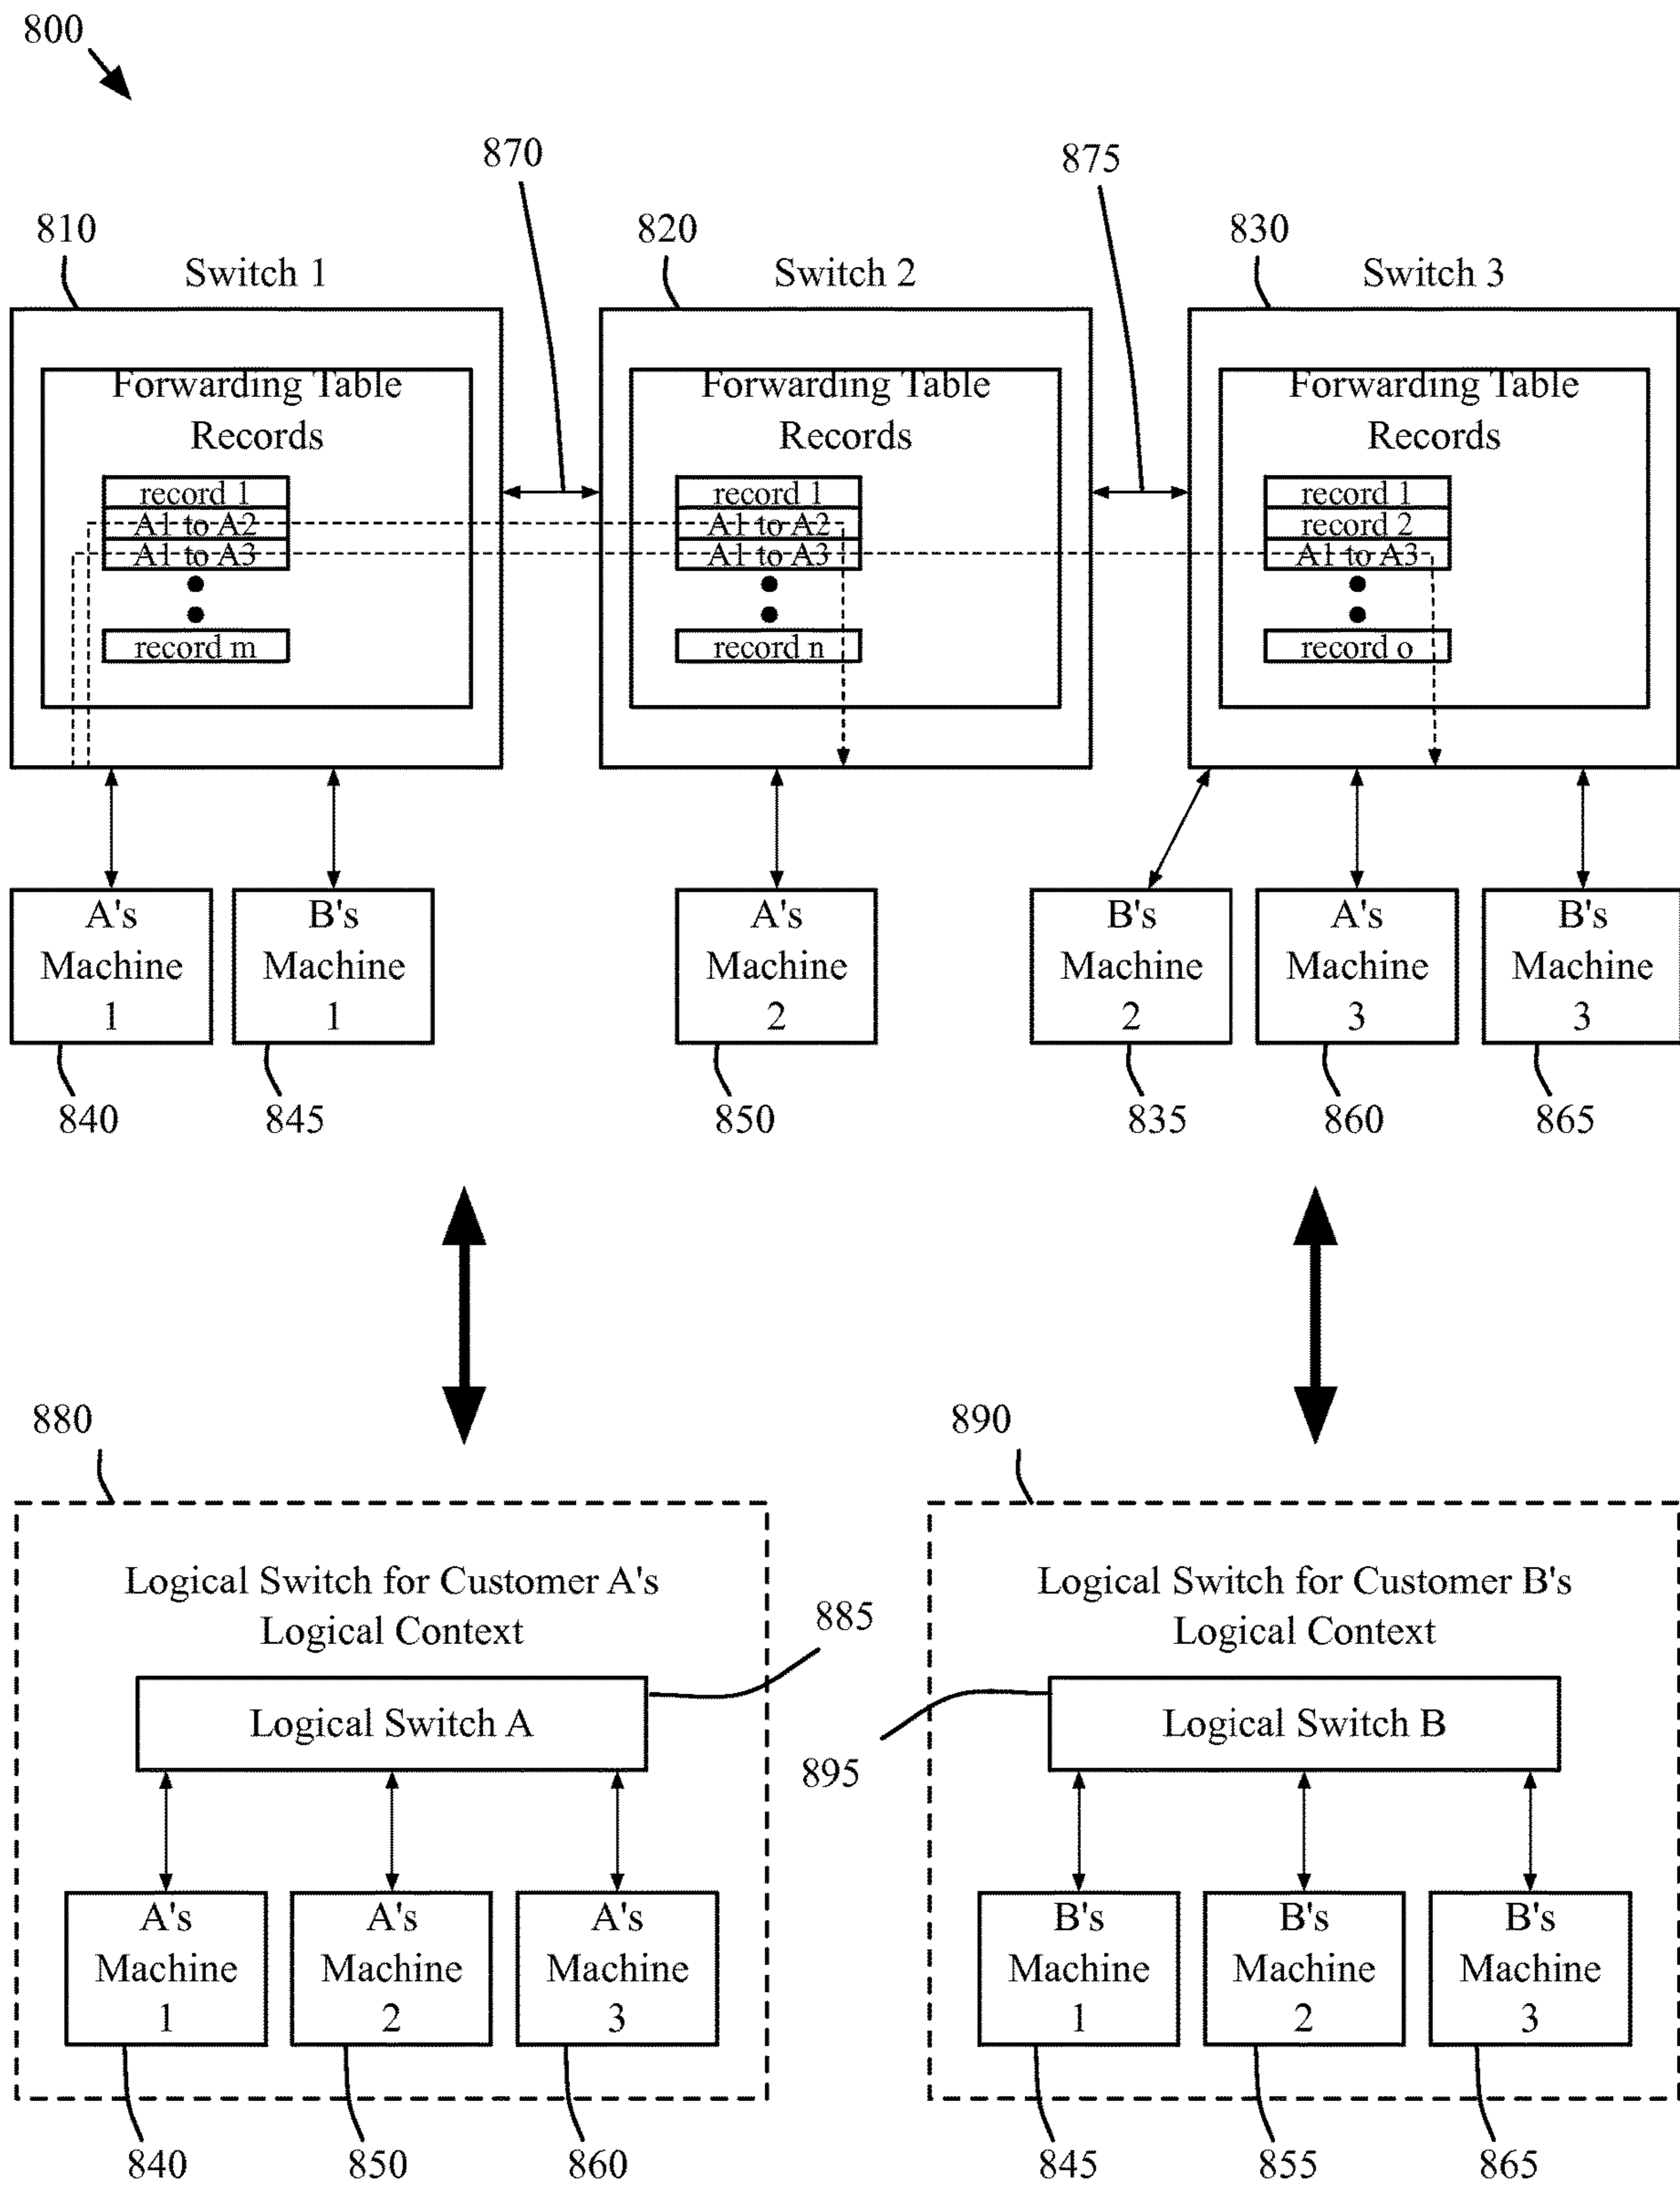 800
870
875
810
820
830
Switch 1
Switch 2
Switch 3
Forwarding Table
Records
record 1
A1 to A2
A1 to A3
record m
Forwarding Table
Records
record 1
A1 to A2
A1 to A3
record n
Forwarding Table
Records
record 1
record 2
A1 to A3
record o
A's
Machine
1
B's
Machine
1
A's
Machine
2
B's
Machine
2
A's
Machine
3
B's
Machine
3
840
845
850
835
860
865
880
890
Logical Switch for Customer A's
Logical Context
885
Logical Switch A
A's
Machine
1
A's
Machine
2
A's
Machine
3
840
850
860
Logical Switch for Customer B's
Logical Context
895
Logical Switch B
B's
Machine
1
B's
Machine
2
B's
Machine
3
845
855
865